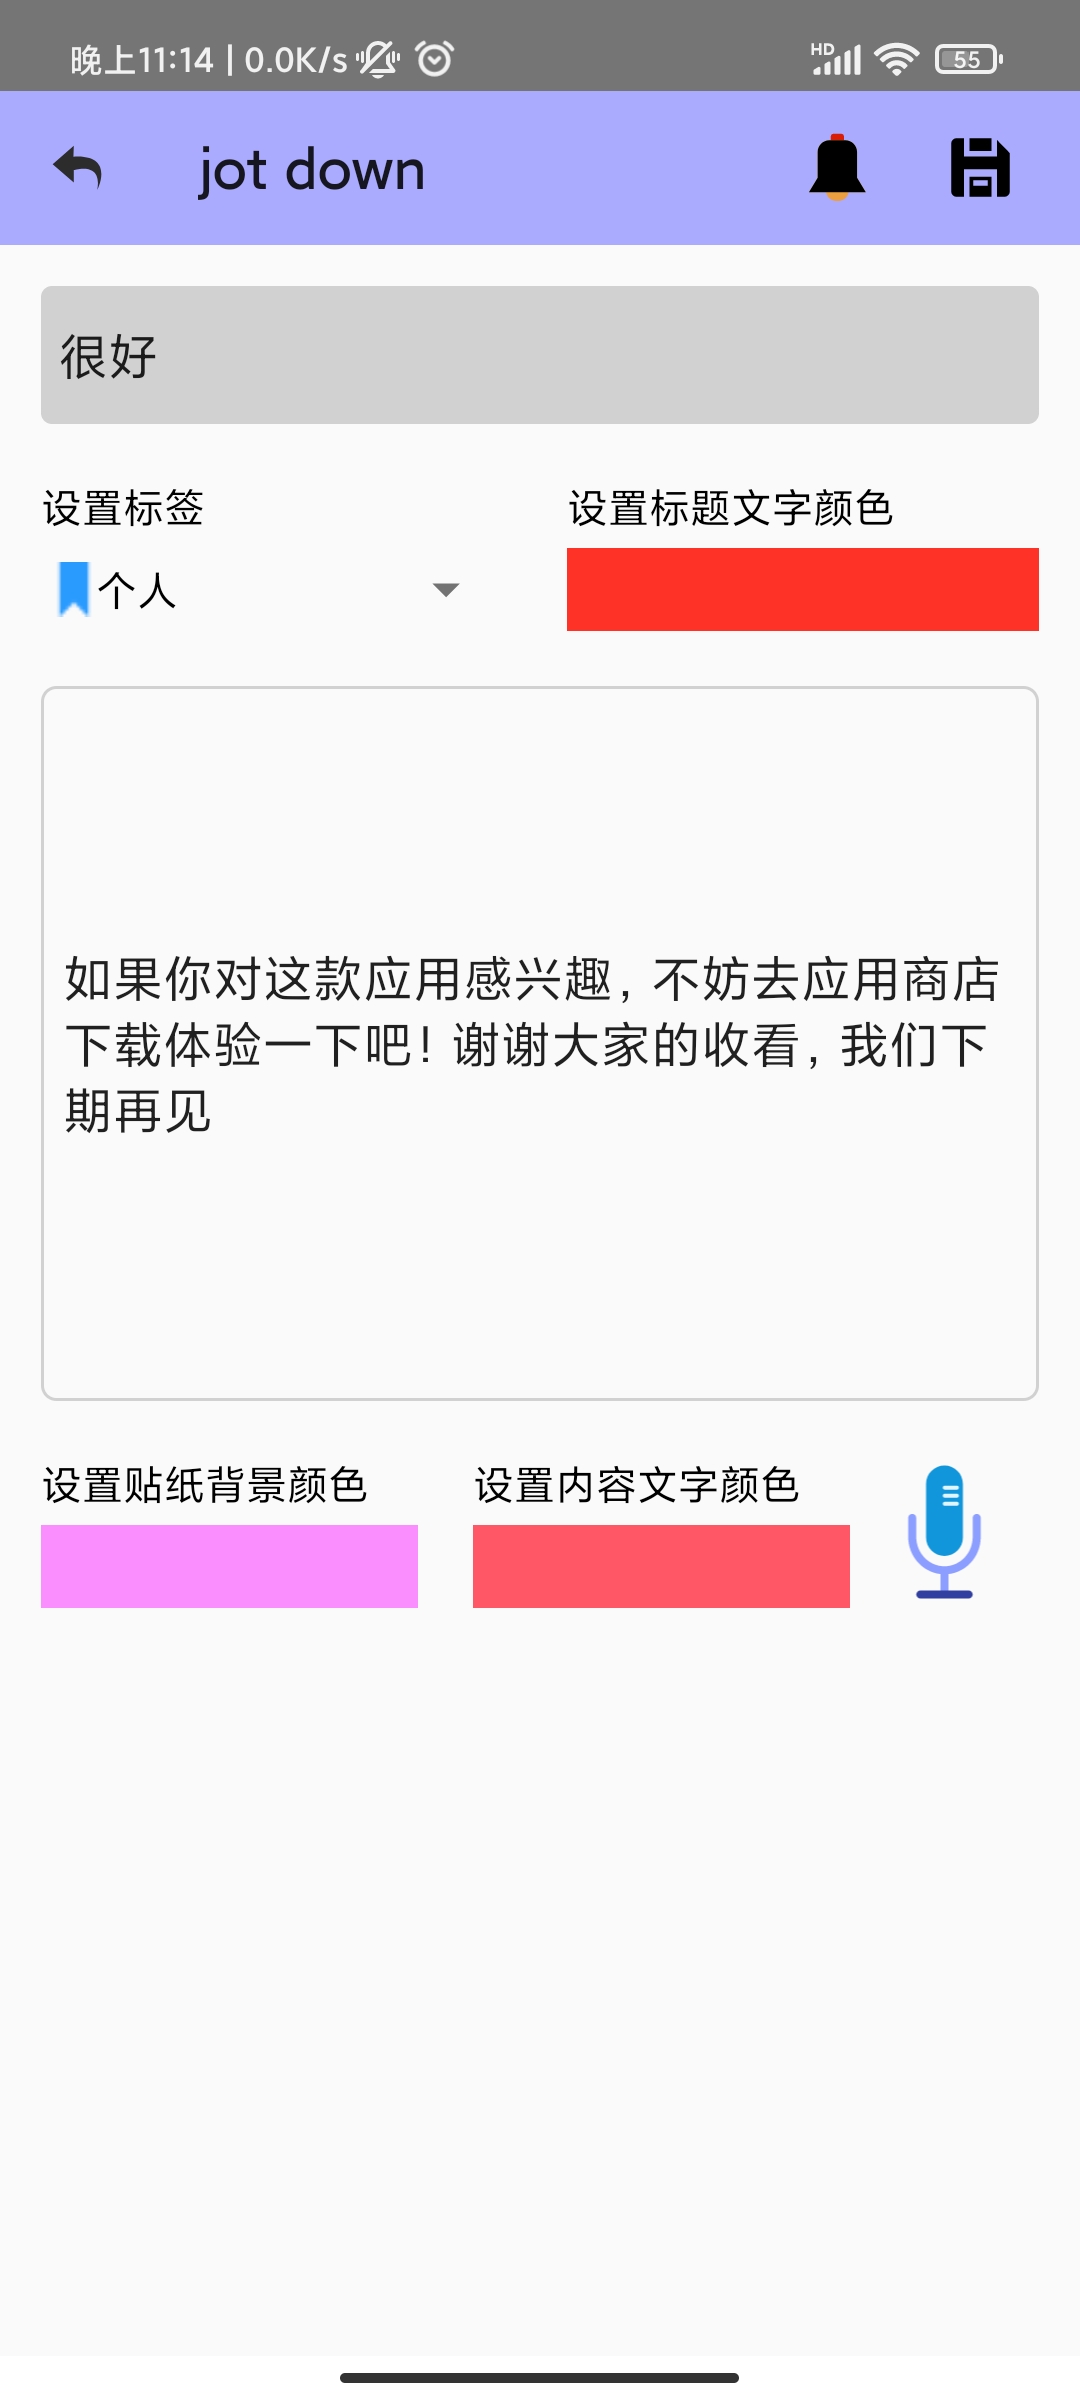 晚上11:14 | 0.0K/s HD 55
jot down
很好
设置标签 设置标题文字颜色
个人
如果你对这款应用感兴趣, 不妨去应用商店
下载体验一下吧! 谢谢大家的收看, 我们下
期再见
设置贴纸背景颜色 设置内容文字颜色